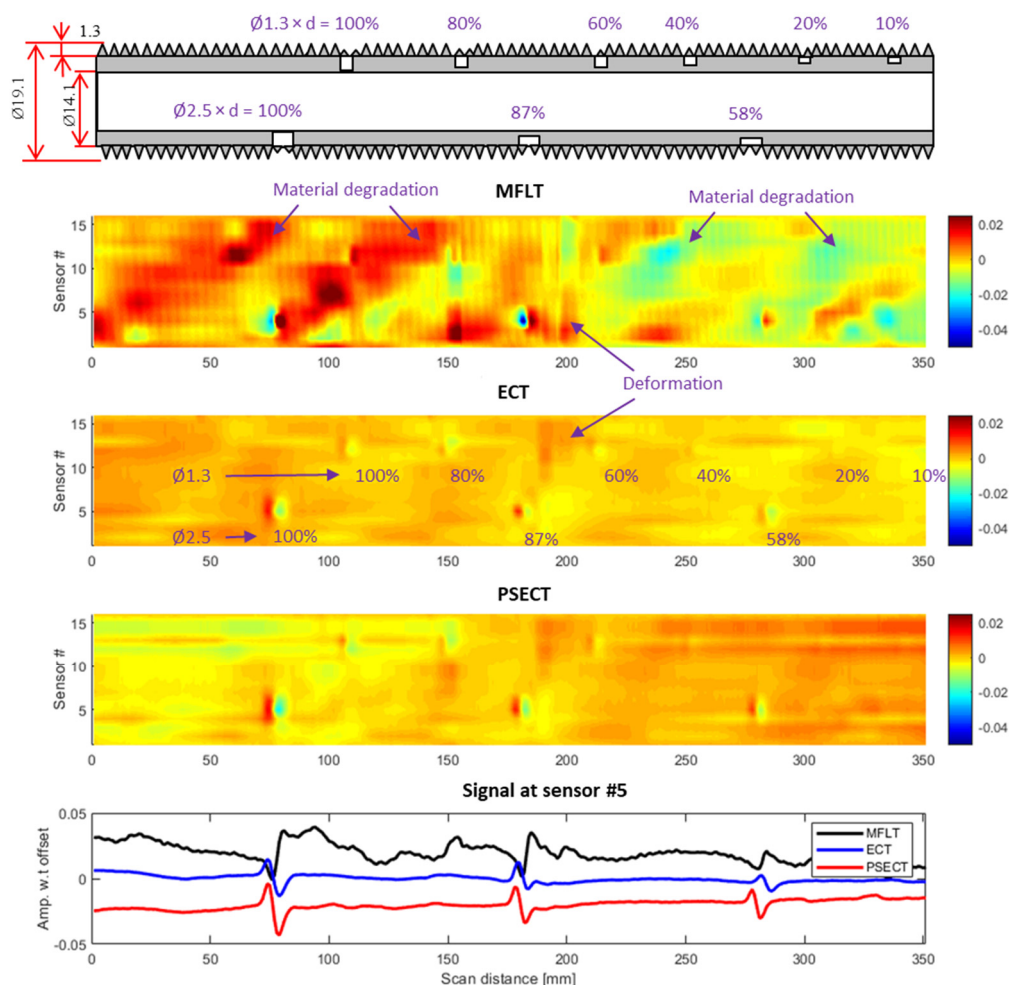 1.3
Ø1.3 × d = 100% 80% 60% 40% 20% 10%
Ø19.1
Ø14.1
Ø2.5 × d = 100% 87% 58%
Material degradation
MFLT
Material degradation
Sensor #
15
10
5
0 50 100 150 200 250 300 350
0.02
0
-0.02
-0.04
Deformation
ECT
Sensor #
15
10
5
Ø1.3 100% 80% 60% 40% 20% 10%
Ø2.5 100% 87% 58%
0 50 100 150 200 250 300 350
0.02
0
-0.02
-0.04
PSECT
Sensor #
15
10
5
0 50 100 150 200 250 300 350
0.02
0
-0.02
-0.04
Signal at sensor #5
Amp. w.t offset
0.05
0
-0.05
MFLT
ECT
PSECT
0 50 100 150 200 250 300 350
Scan distance [mm]